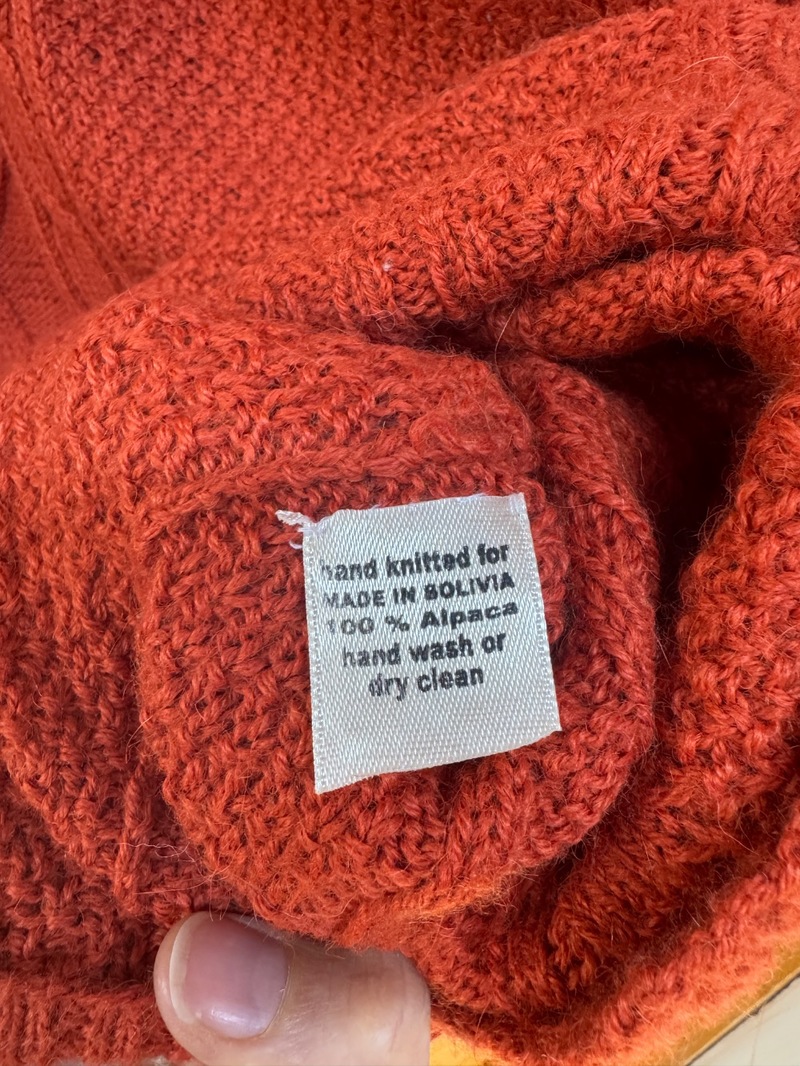 hand knitted for
MADE IN BOLIVIA
100 % Alpaca
hand wash or
dry clean